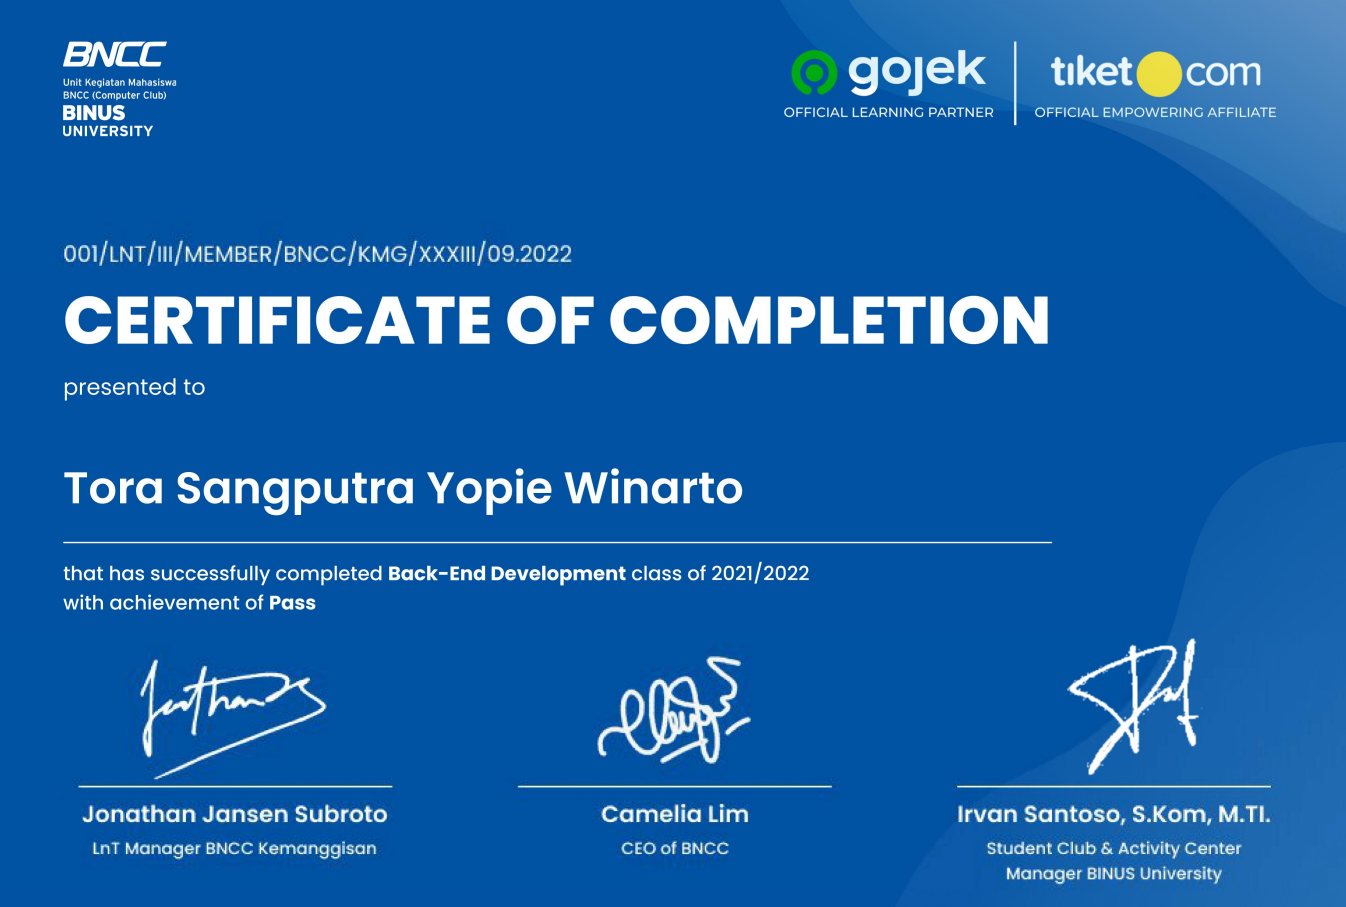 BNCC
Unit Kegiatan Mahasiswa
BNCC (Computer Club)
BINUS
UNIVERSITY
gojek
OFFICIAL LEARNING PARTNER
tiket com
OFFICIAL EMPOWERING AFFILIATE
001/LNT/III/MEMBER/BNCC/KMG/XXXIII/09.2022
CERTIFICATE OF COMPLETION
presented to
Tora Sangputra Yopie Winarto
that has successfully completed Back-End Development class of 2021/2022
with achievement of Pass
Jonathan Jansen Subroto
LnT Manager BNCC Kemanggisan
Camelia Lim
CEO of BNCC
Irvan Santoso, S.Kom, M.TI.
Student Club & Activity Center
Manager BINUS University